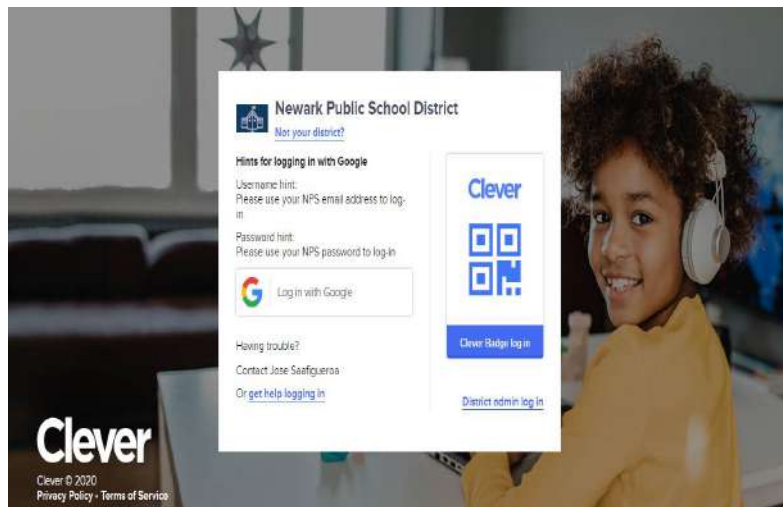 Newark Public School District
Not your district?
Hints for logging in with Google
Username hint:
Please use your NPS email address to log-
in
Password hint:
Please use your NPS password to log-in
Log in with Google
Having trouble?
Contact Jose Saafigueroa
Or get help logging in
Clever
Clever Badge log in
District admin log in
Clever
Clever © 2020
Privacy Policy - Terms of Service